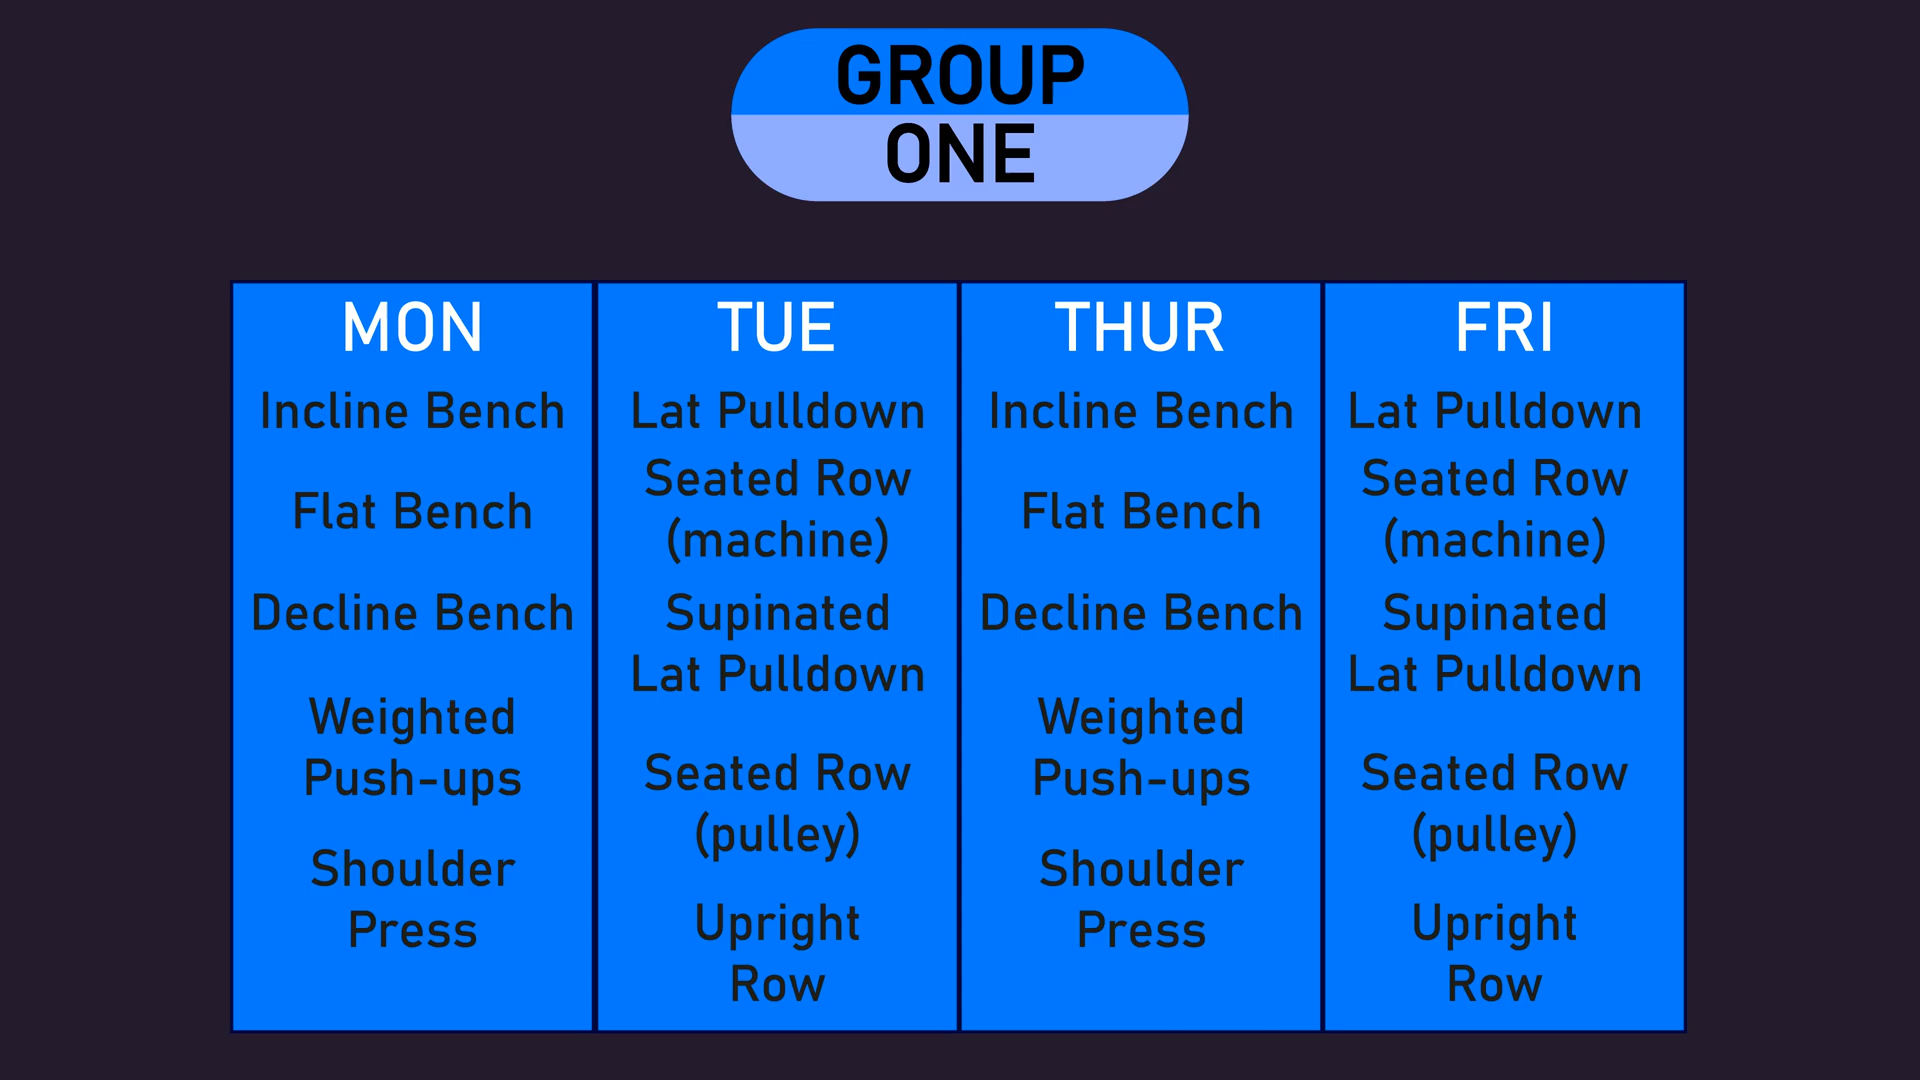 GROUP
ONE
MON
Incline Bench
Flat Bench
Decline Bench
Weighted
Push-ups
Shoulder
Press
TUE
Lat Pulldown
Seated Row
(machine)
Supinated
Lat Pulldown
Seated Row
(pulley)
Upright
Row
THUR
Incline Bench
Flat Bench
Decline Bench
Weighted
Push-ups
Shoulder
Press
FRI
Lat Pulldown
Seated Row
(machine)
Supinated
Lat Pulldown
Seated Row
(pulley)
Upright
Row